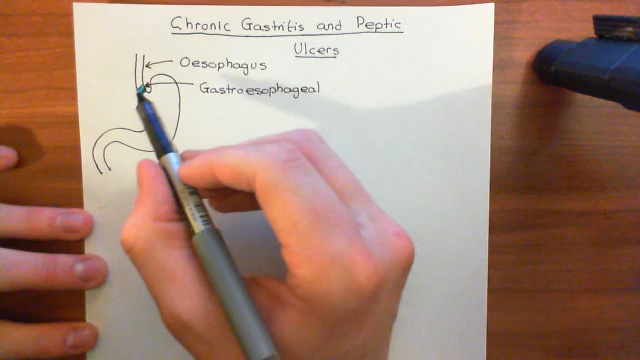 Chronic Gastritis and Peptic
Ulcers
Oesophagus
Gastroesophageal